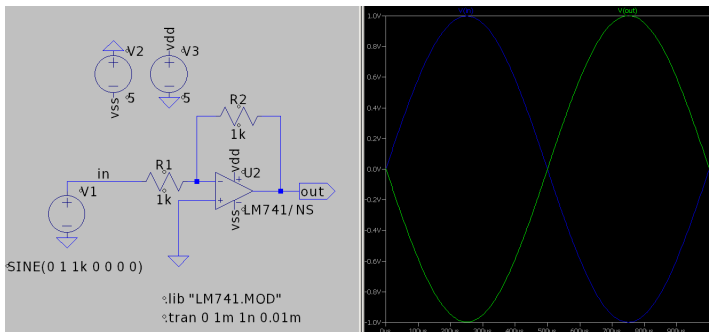 V2
5
vss
vdd
V3
5
R2
1k
in
R1
1k
vdd
U2
out
vss
LM741/NS
V1
SINE(0 1 1k 0 0 0 0)
.lib "LM741.MOD"
.tran 0 1m 1n 0.01m
V(out)
1.0V
0.8V
0.6V
0.4V
0.2V
0.0V
-0.2V
-0.4V
-0.6V
-0.8V
-1.0V